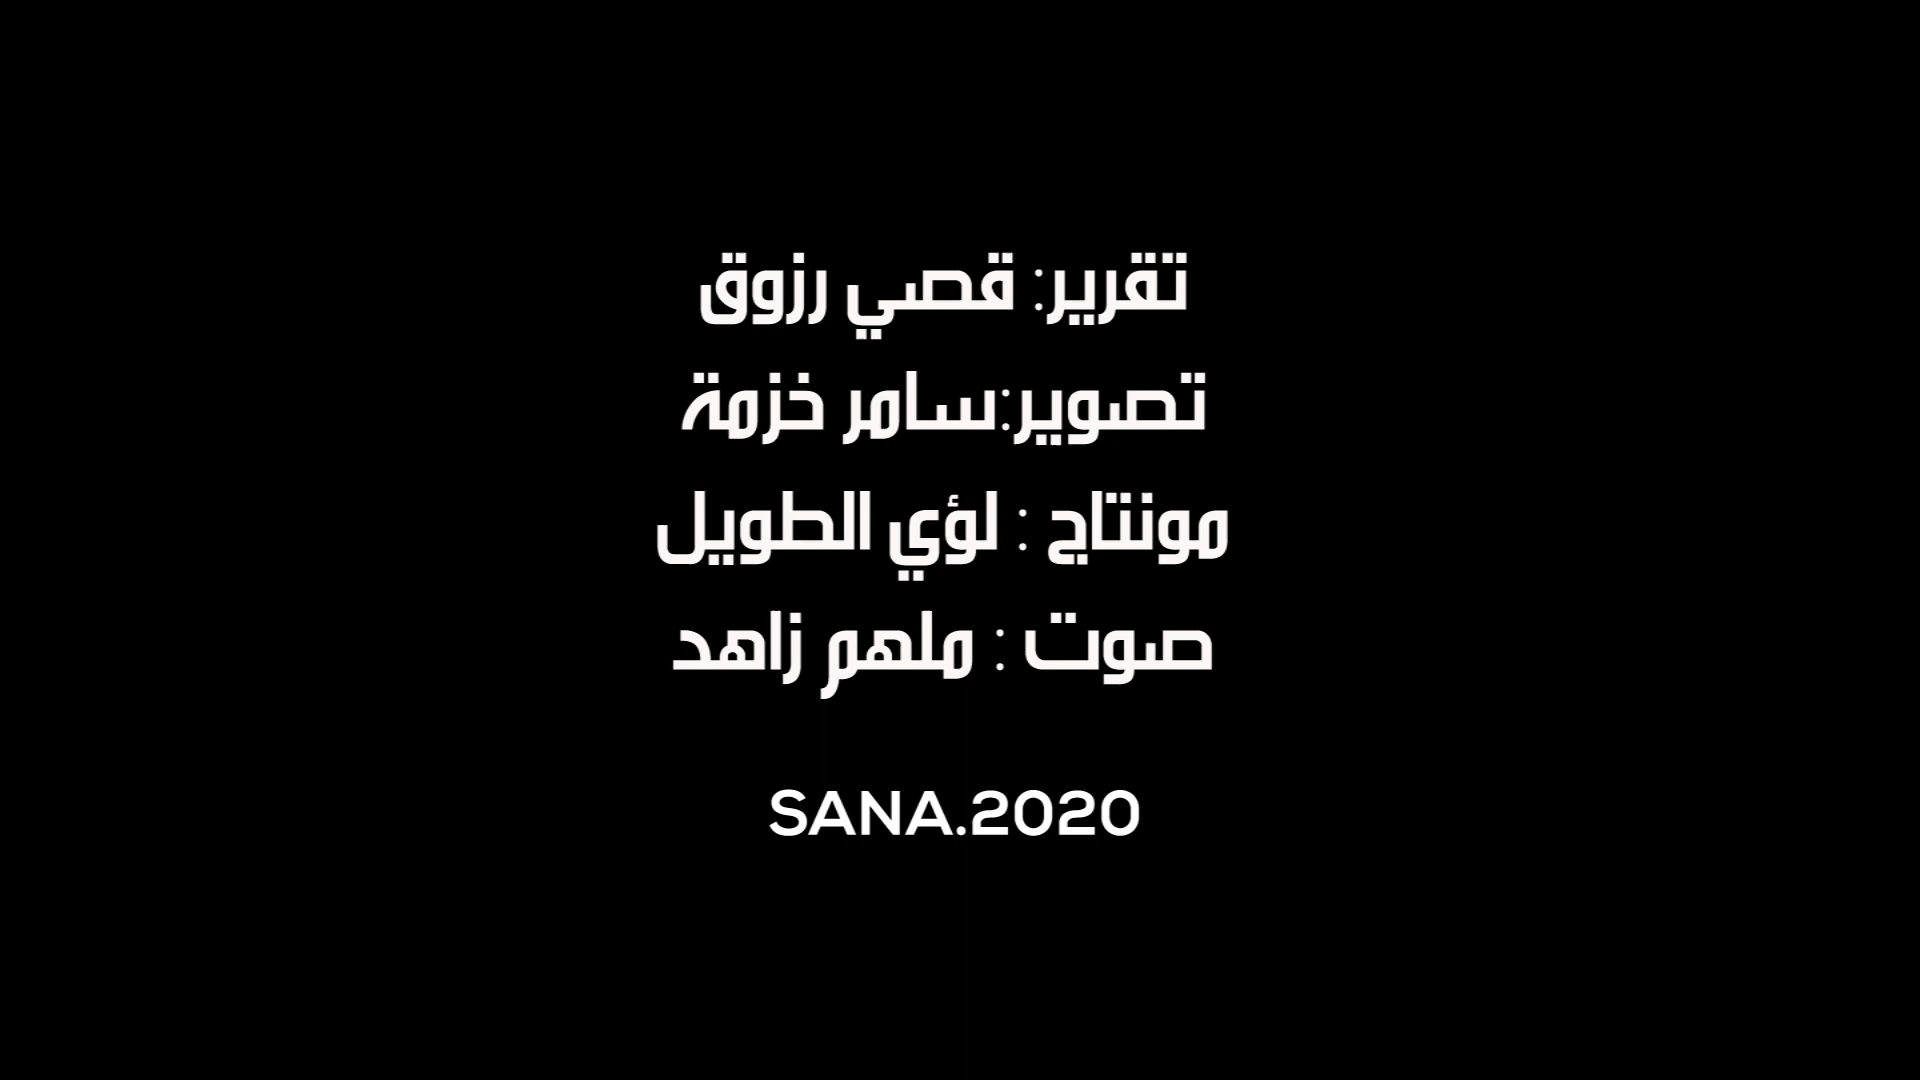 تقرير: قصي رزوق
تصوير:سامر خزمة
مونتاج : لؤي الطويل
صوت : ملهم زاهد
SANA.2020